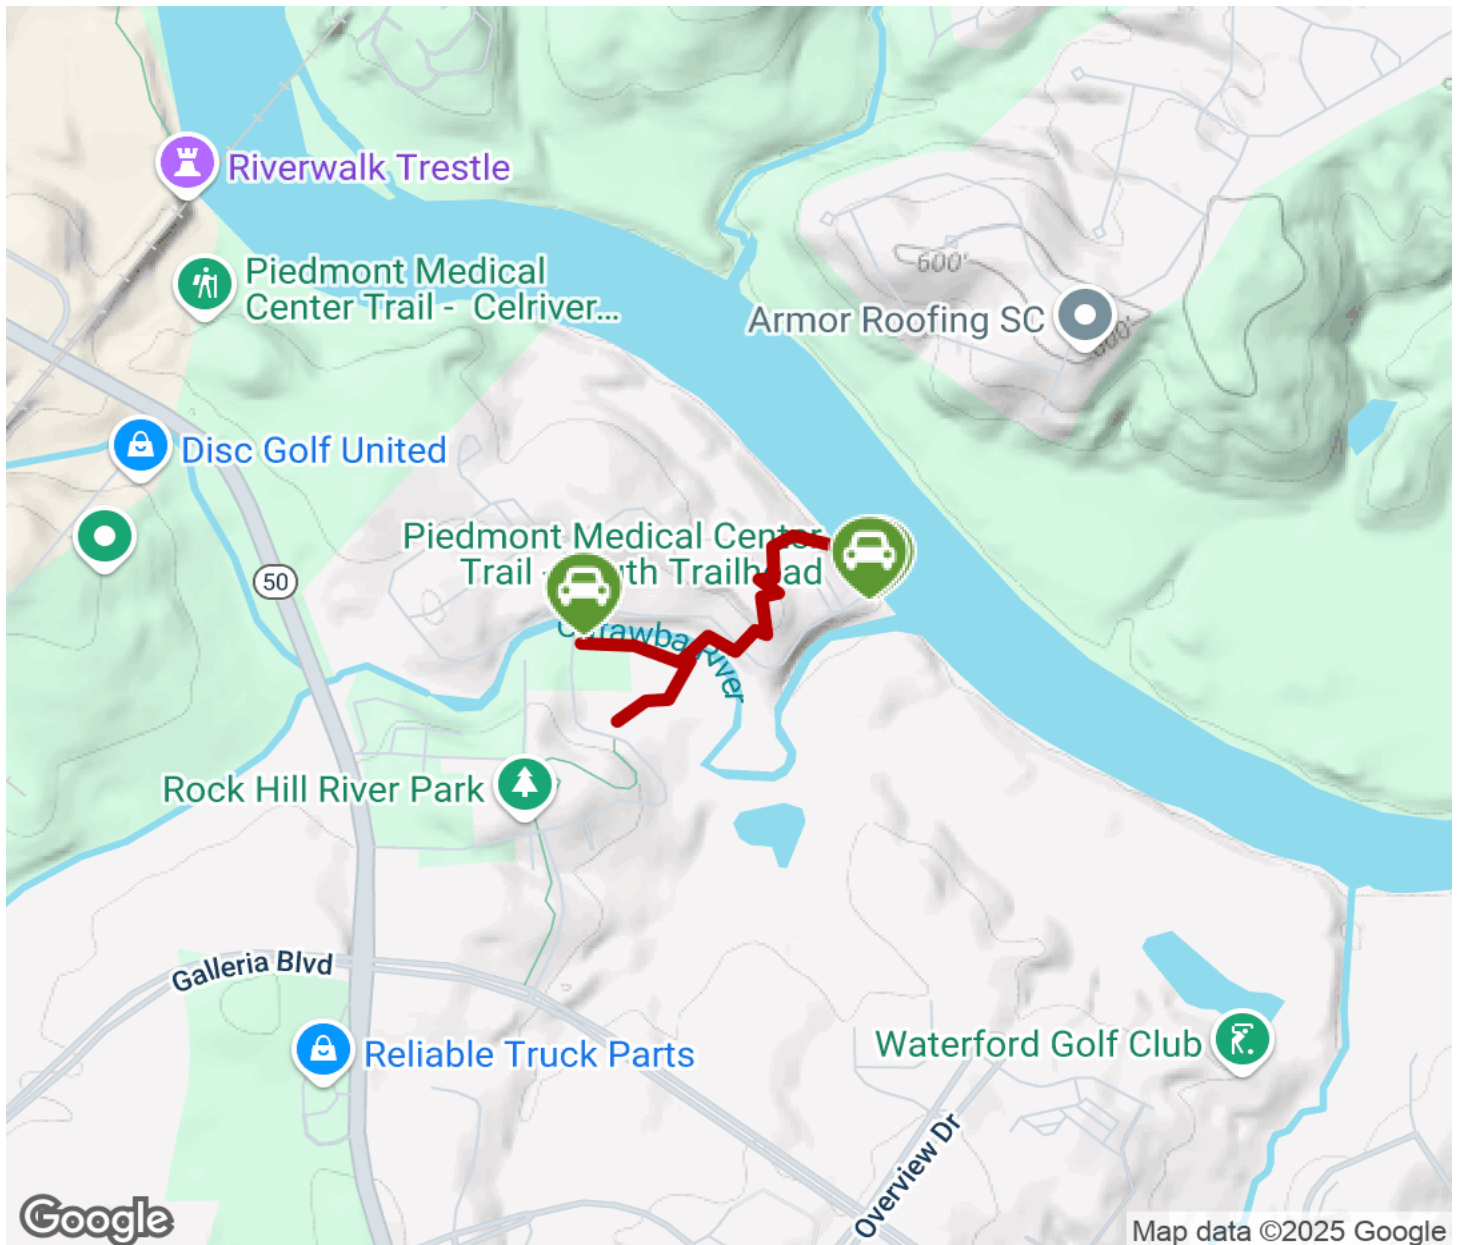 Riverwalk Trestle
Piedmont Medical
Center Trail - Celriver...
600'
Armor Roofing SC
Disc Golf United
Piedmont Medical Center
Trail
Trailhead
50
River
Rock Hill River Park
Galleria Blvd
Reliable Truck Parts
Waterford Golf Club
Overview Dr
Google
Map data ©2025 Google